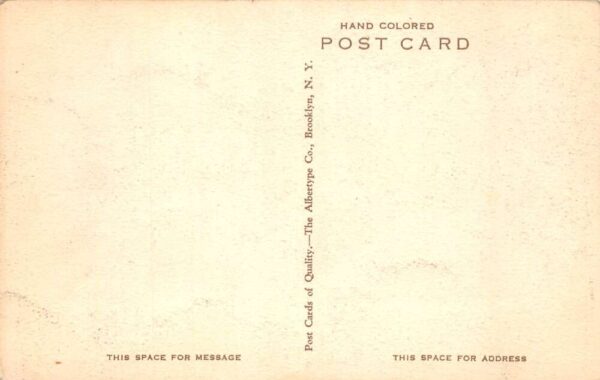 HAND COLORED
POST CARD
Post Cards of Quality.—The Albertype Co., Brooklyn, N. Y.
THIS SPACE FOR MESSAGE
THIS SPACE FOR ADDRESS